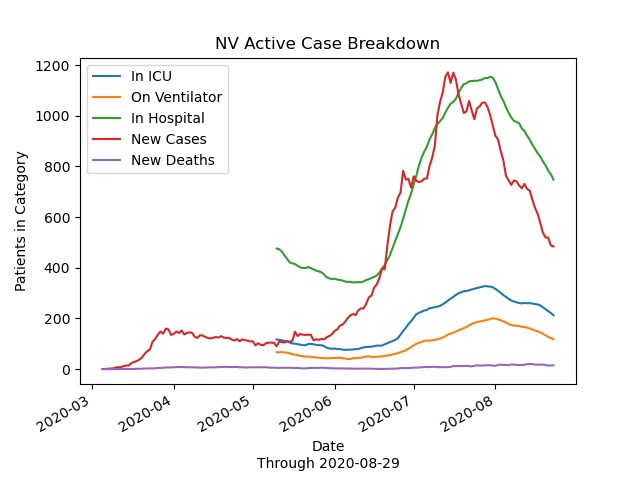 NV Active Case Breakdown
In ICU
On Ventilator
In Hospital
New Cases
New Deaths
Patients in Category
1200
1000
800
600
400
200
0
2020-03
2020-04
2020-05
2020-06
2020-07
2020-08
Date
Through 2020-08-29